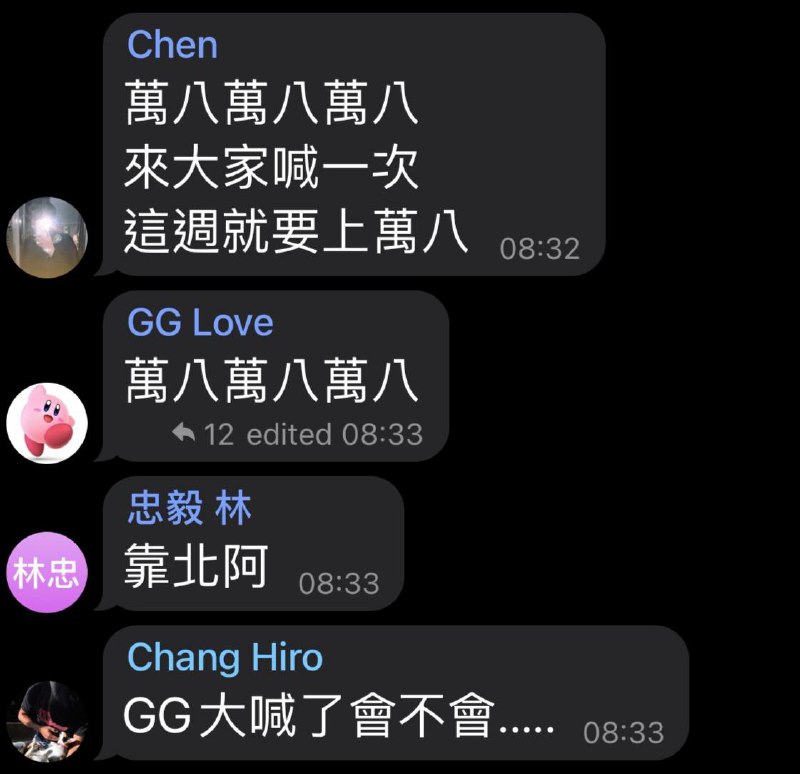 Chen
萬八萬八萬八
來大家喊一次
這週就要上萬八 08:32
GG Love
萬八萬八萬八
12 edited 08:33
忠毅 林
林忠
靠北阿 08:33
Chang Hiro
GG大喊了會不會..... 08:33